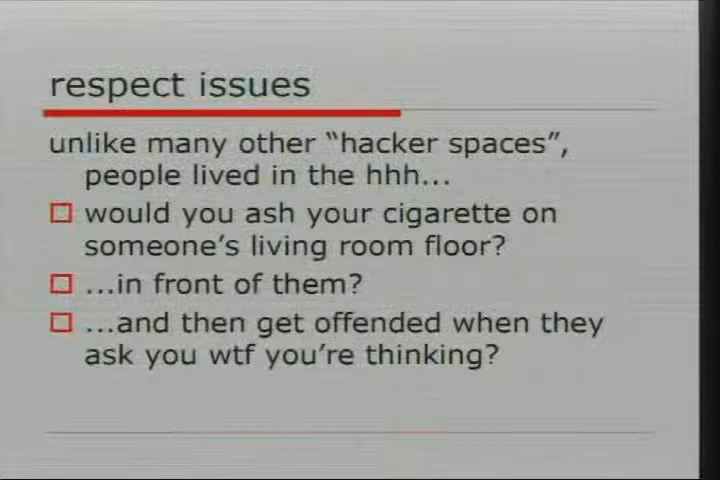 respect issues
unlike many other “hacker spaces”,
people lived in the hhh...
would you ash your cigarette on
someone’s living room floor?
...in front of them?
...and then get offended when they
ask you wtf you’re thinking?